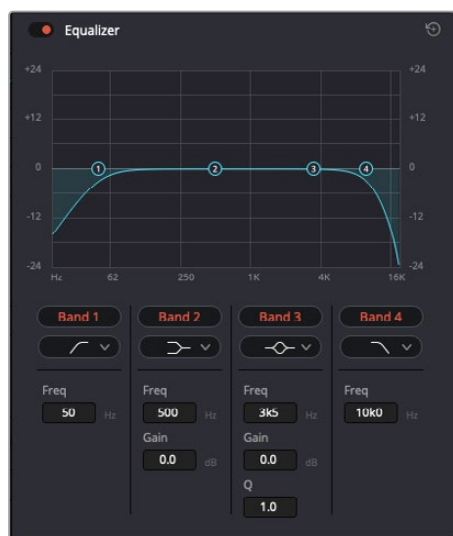 Equalizer
+24 +24
+12 +12
0 1 2 3 4 0
-12 -12
-24 -24
Hz 62 250 1K 4K 16K
Band 1 Band 2 Band 3 Band 4
Freq Freq Freq Freq
50 Hz 500 Hz 3k5 Hz 10k0 Hz
Gain Gain
0.0 dB 0.0 dB
Q
1.0